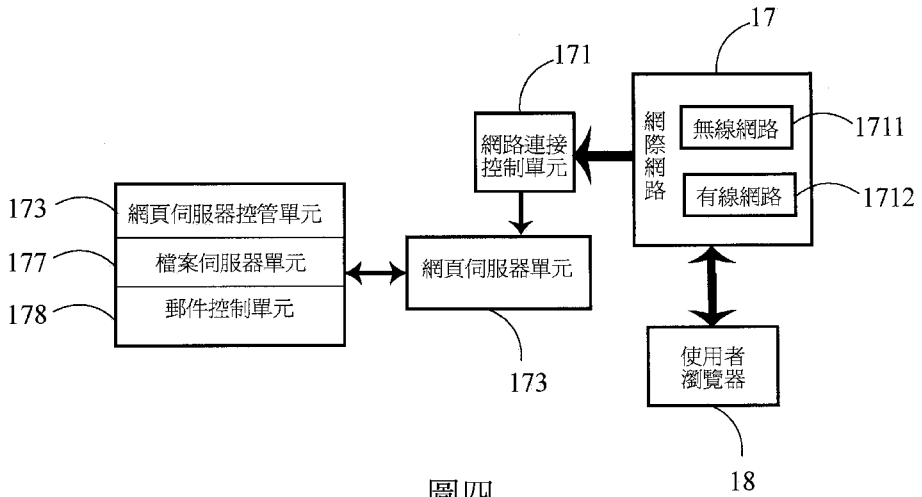 17
171
網際網路
無線網路
1711
網路連接
控制單元
有線網路
1712
173
網頁伺服器控管單元
177
檔案伺服器單元
網頁伺服器單元
178
郵件控制單元
173
使用者
瀏覽器
18
圖四